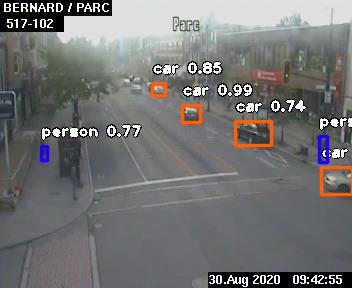 BERNARD / PARC
517-102
Parc
car 0.85
car 0.99
car 0.74
person 0.77
pers
car
30.Aug 2020 09:42:55